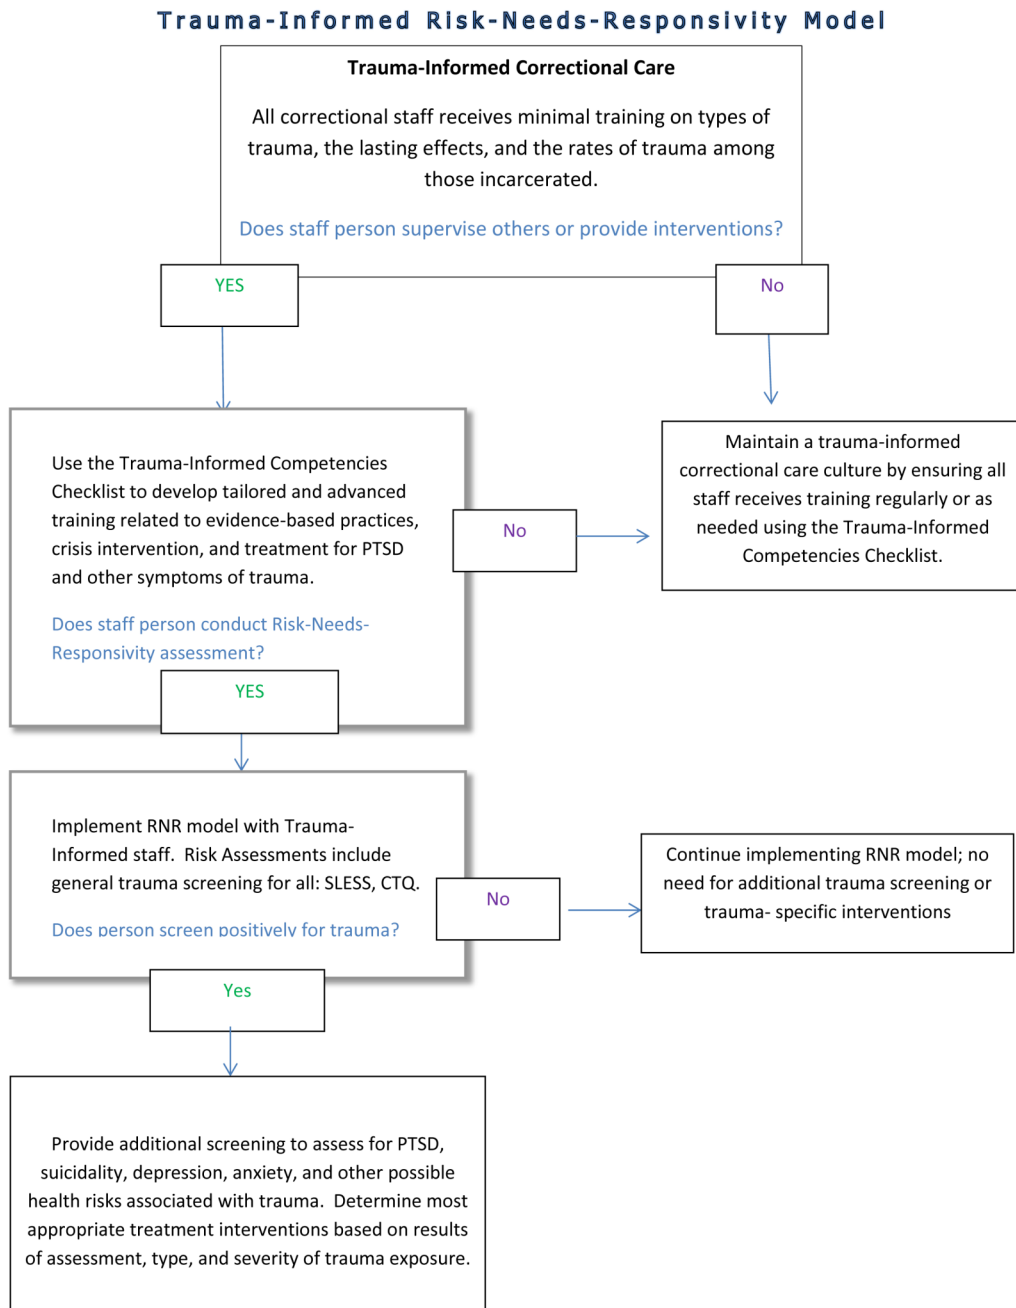 Trauma-Informed Risk-Needs-Responsivity Model
Trauma-Informed Correctional Care
All correctional staff receives minimal training on types of
trauma, the lasting effects, and the rates of trauma among
those incarcerated.
Does staff person supervise others or provide interventions?
YES
No
Use the Trauma-Informed Competencies
Checklist to develop tailored and advanced
training related to evidence-based practices,
crisis intervention, and treatment for PTSD
and other symptoms of trauma.
Does staff person conduct Risk-Needs-
Responsivity assessment?
No
Maintain a trauma-informed
correctional care culture by ensuring all
staff receives training regularly or as
needed using the Trauma-Informed
Competencies Checklist.
YES
Implement RNR model with Trauma-
Informed staff.  Risk Assessments include
general trauma screening for all: SLESS, CTQ.
Does person screen positively for trauma?
No
Continue implementing RNR model; no
need for additional trauma screening or
trauma- specific interventions
Yes
Provide additional screening to assess for PTSD,
suicidality, depression, anxiety, and other possible
health risks associated with trauma.  Determine most
appropriate treatment interventions based on results
of assessment, type, and severity of trauma exposure.